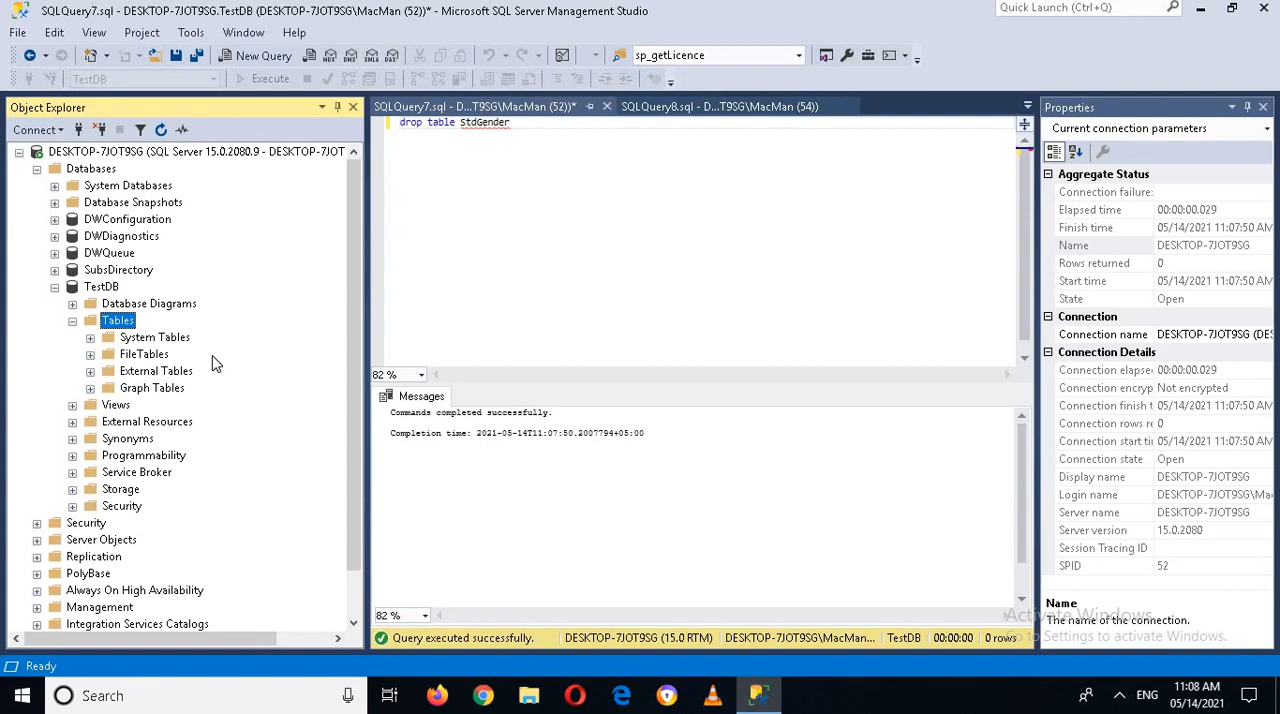 SQLQuery7.sql - DESKTOP-7JOT9SG.TestDB (DESKTOP-7JOT9SG\MacMan (52))* - Microsoft SQL Server Management Studio
Quick Launch (Ctrl+Q)
File Edit View Project Tools Window Help
New Query MDX DMX XMLA DAX sp_getLicence
TestDB Execute
Object Explorer
Connect
DESKTOP-7JOT9SG (SQL Server 15.0.2080.9 - DESKTOP-7JOT
Databases
System Databases
Database Snapshots
DWConfiguration
DWDiagnostics
DWQueue
SubsDirectory
TestDB
Database Diagrams
Tables
System Tables
FileTables
External Tables
Graph Tables
Views
External Resources
Synonyms
Programmability
Service Broker
Storage
Security
Security
Server Objects
Replication
PolyBase
Always On High Availability
Management
Integration Services Catalogs
SQLQuery7.sql - D...T9SG\MacMan (52))* SQLQuery8.sql - D...T9SG\MacMan (54))
drop table StdGender
82 %
Messages
Commands completed successfully.
Completion time: 2021-05-14T11:07:50.2007794+05:00
82 %
Query executed successfully. DESKTOP-7JOT9SG (15.0 RTM) DESKTOP-7JOT9SG\MacMan... TestDB 00:00:00 0 rows
Properties
Current connection parameters
Aggregate Status
Connection failure:
Elapsed time 00:00:00.029
Finish time 05/14/2021 11:07:50 AM
Name DESKTOP-7JOT9SG
Rows returned 0
Start time 05/14/2021 11:07:50 AM
State Open
Connection
Connection name DESKTOP-7JOT9SG (DES
Connection Details
Connection elapse 00:00:00.029
Connection encryp Not encrypted
Connection finish t 05/14/2021 11:07:50 AM
Connection rows re 0
Connection start ti 05/14/2021 11:07:50 AM
Connection state Open
Display name DESKTOP-7JOT9SG
Login name DESKTOP-7JOT9SG\Ma
Server name DESKTOP-7JOT9SG
Server version 15.0.2080
Session Tracing ID
SPID 52
Name
The name of the connection.
Activate Windows
Go to Settings to activate Windows.
Ready
Search
ENG
11:08 AM
05/14/2021